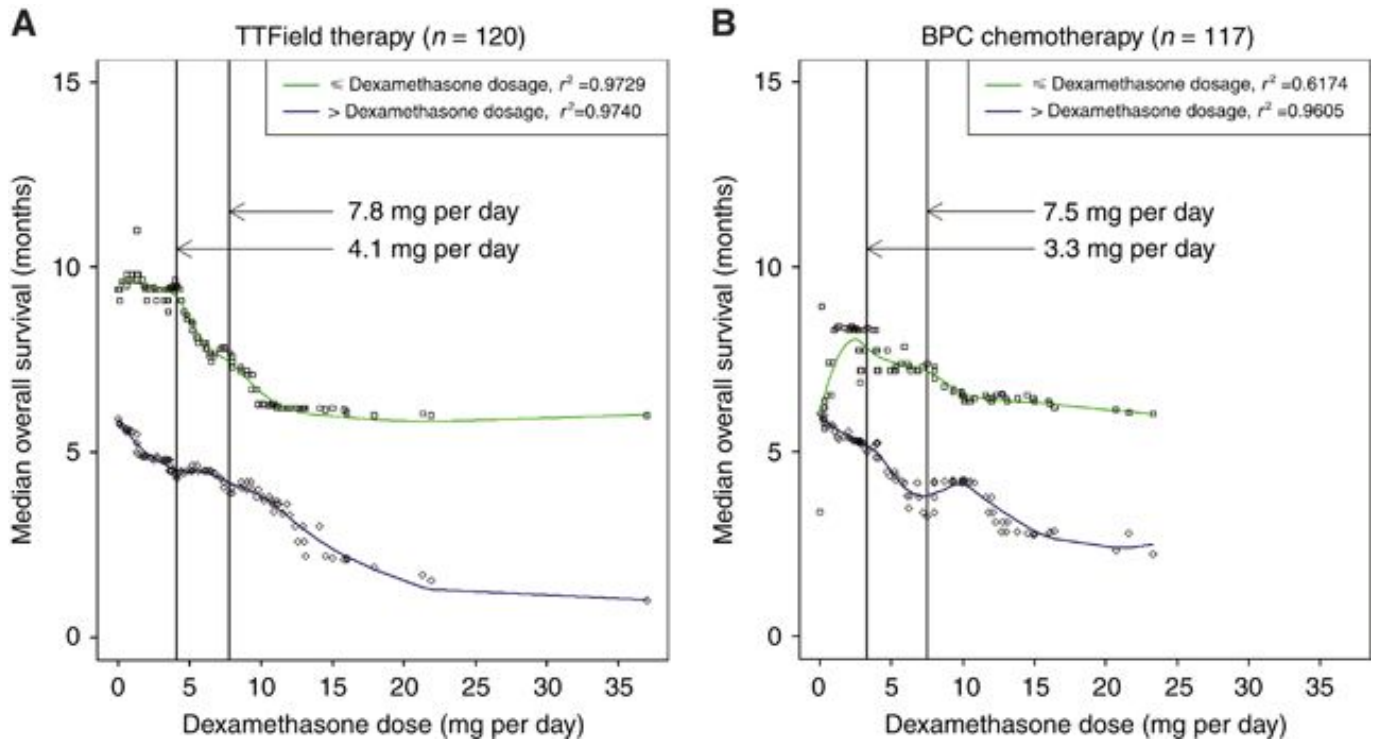 A
TTField therapy (n = 120)
⩽ Dexamethasone dosage, r² =0.9729
> Dexamethasone dosage, r²=0.9740
7.8 mg per day
4.1 mg per day
Median overall survival (months)
15
10
5
0
0 5 10 15 20 25 30 35
Dexamethasone dose (mg per day)
B
BPC chemotherapy (n = 117)
⩽ Dexamethasone dosage, r² =0.6174
> Dexamethasone dosage, r² =0.9605
7.5 mg per day
3.3 mg per day
Median overall survival (months)
15
10
5
0
0 5 10 15 20 25 30 35
Dexamethasone dose (mg per day)